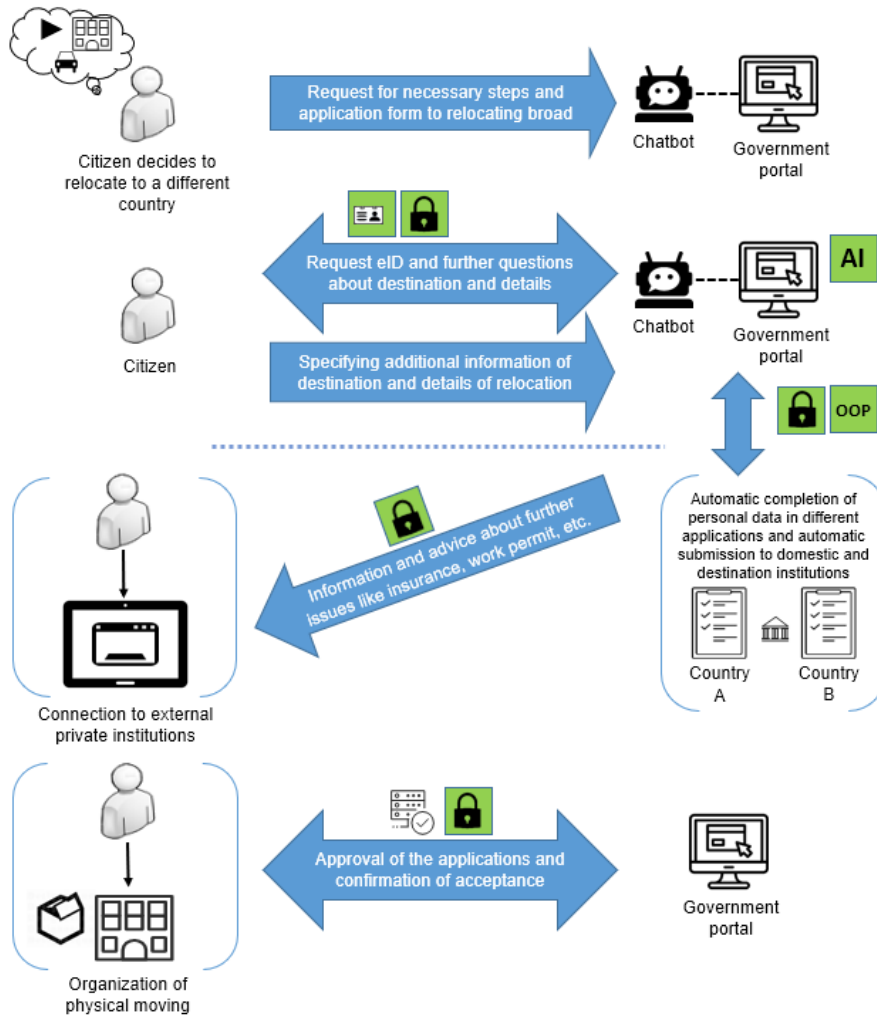 Request for necessary steps and
application form to relocating broad
Chatbot
Government
portal
Citizen decides to
relocate to a different
country
Request eID and further questions
about destination and details
AI
Chatbot
Government
portal
Citizen
Specifying additional information of
destination and details of relocation
OOP
Automatic completion of
personal data in different
applications and automatic
submission to domestic and
destination institutions
Country
A
Country
B
Information and advice about further
issues like insurance, work permit, etc.
Connection to external
private institutions
Approval of the applications and
confirmation of acceptance
Government
portal
Organization of
physical moving